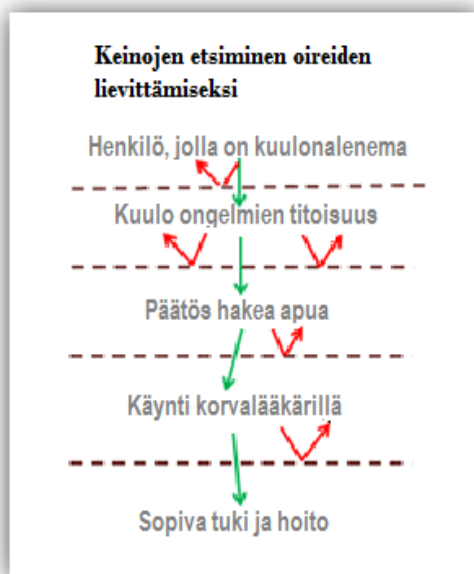 Keinojen etsiminen oireiden
lievittämiseksi
Henkilö, jolla on kuulonalenema
Kuulo ongelmien titoisuus
Päätös hakea apua
Käynti korvalääkärillä
Sopiva tuki ja hoito